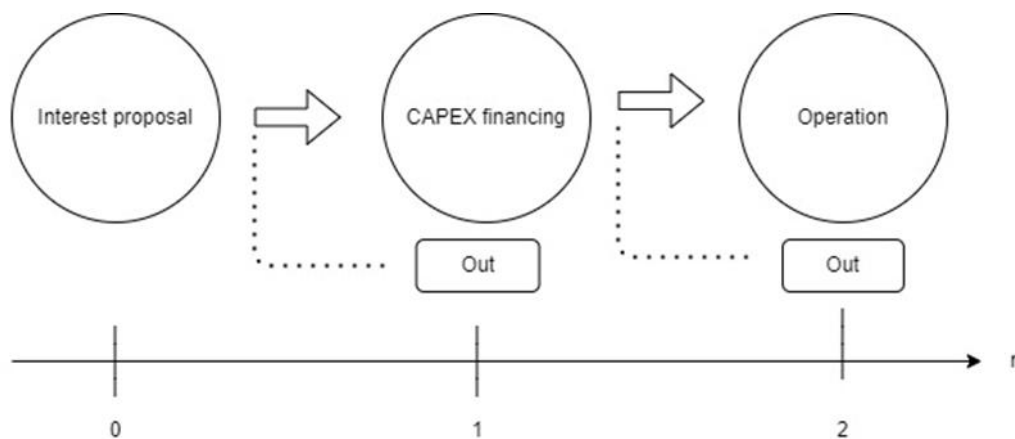 Interest proposal
CAPEX financing
Operation
Out
Out
0
1
2